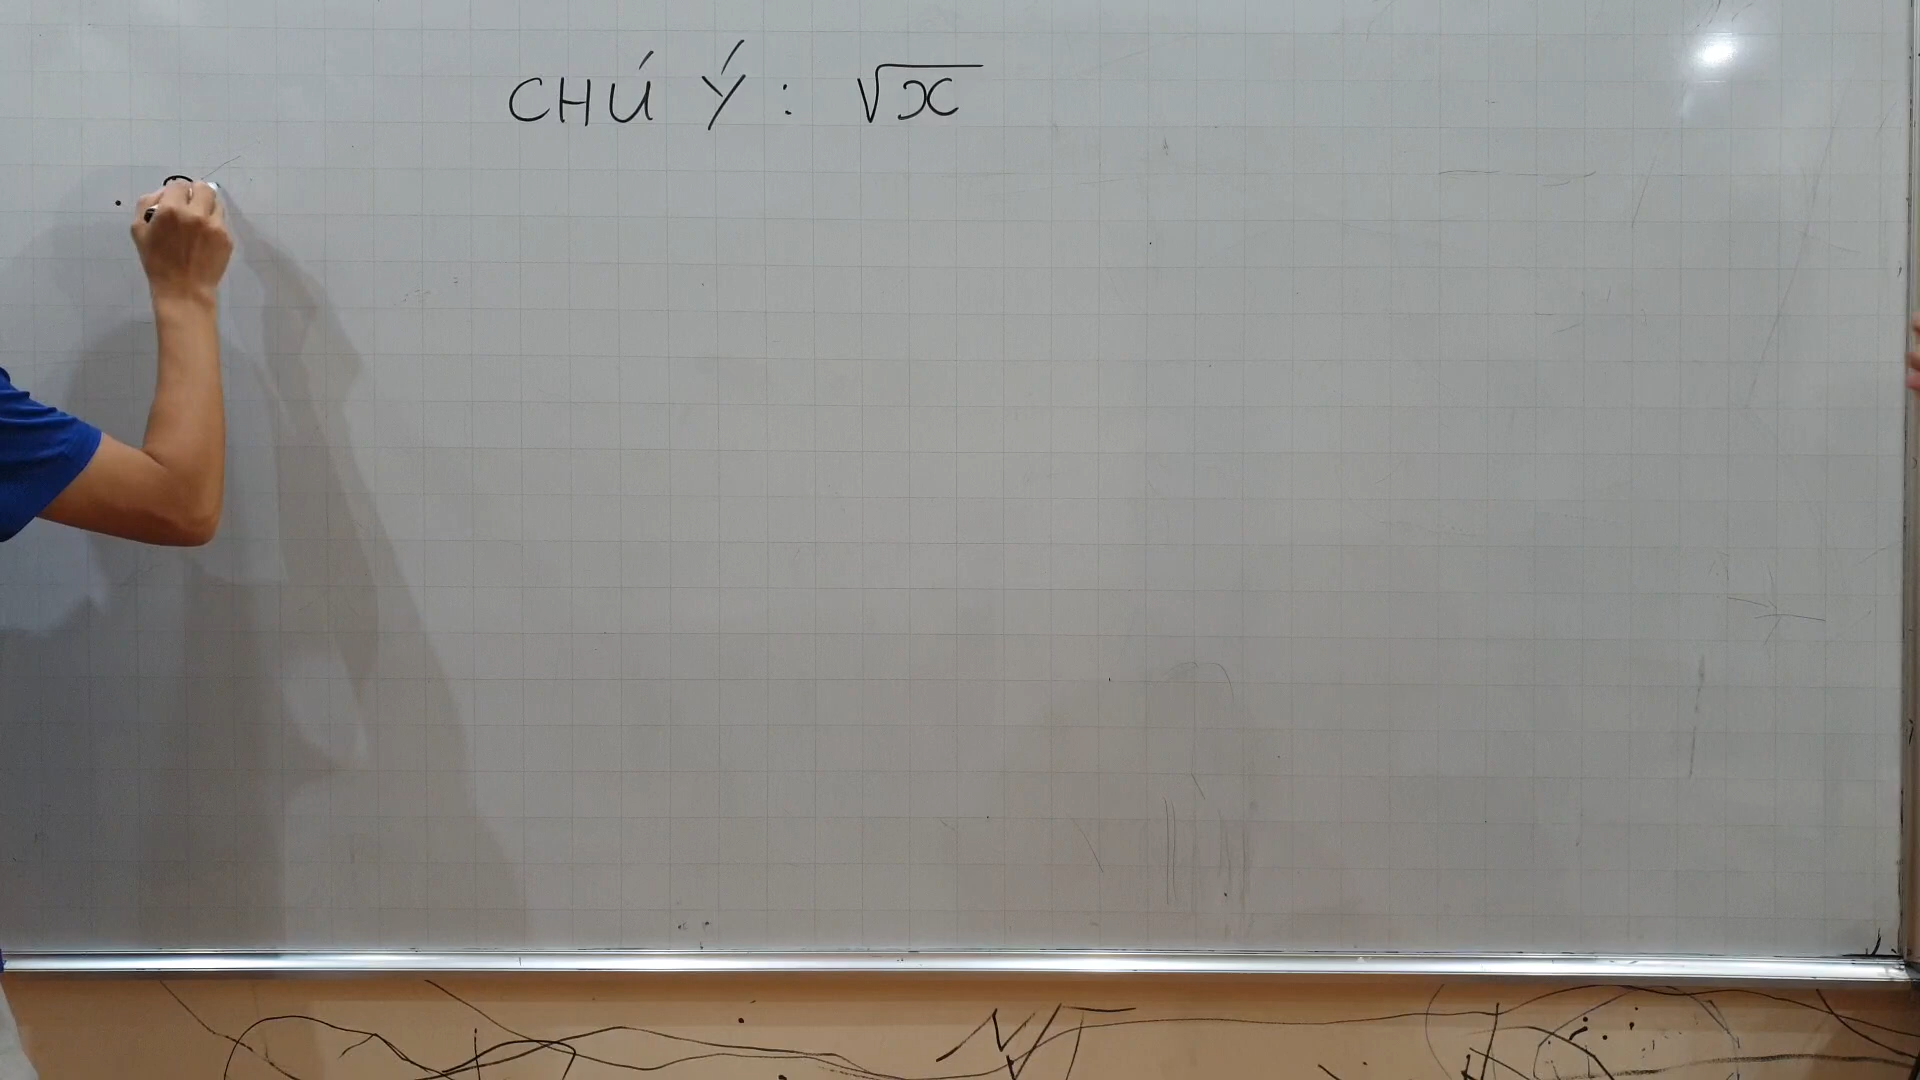 CHÚ Ý : √x